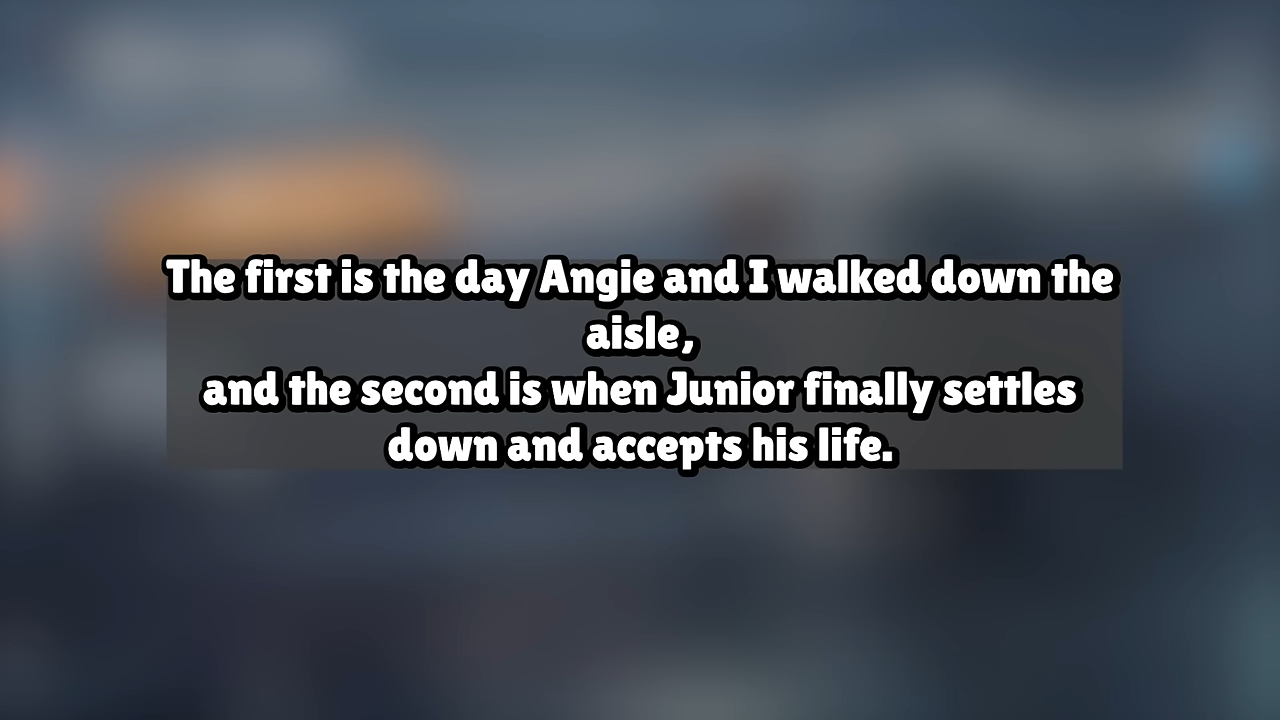 The first is the day Angie and I walked down the
aisle,
and the second is when Junior finally settles
down and accepts his life.